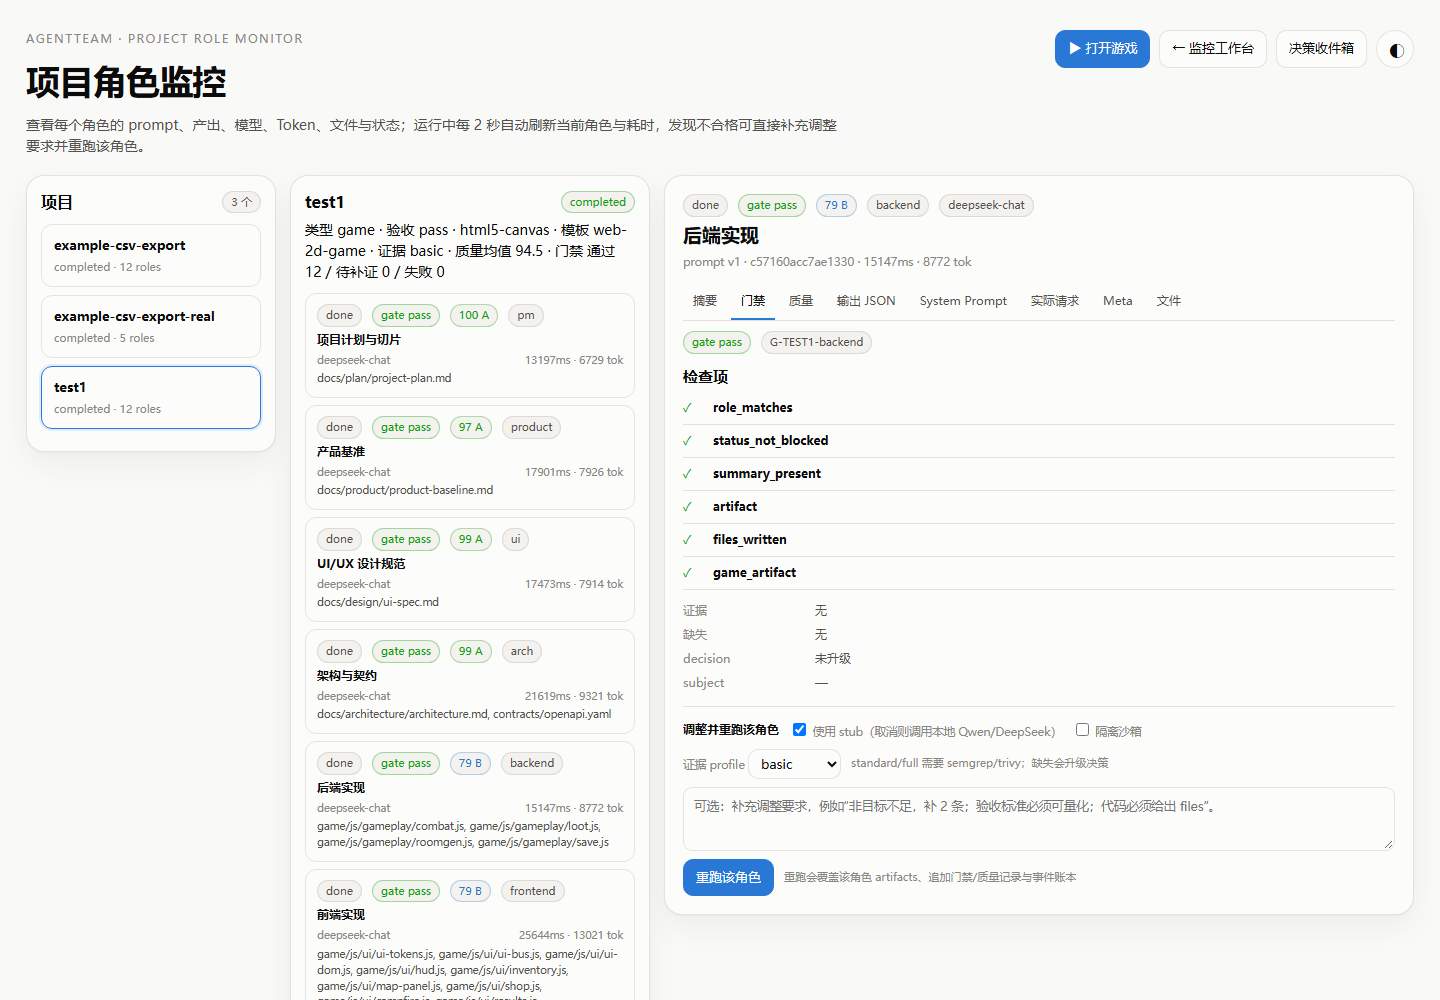 AGENTTEAM · PROJECT ROLE MONITOR
项目角色监控
查看每个角色的 prompt、产出、模型、Token、文件与状态；运行中每 2 秒自动刷新当前角色与耗时，发现不合格可直接补充调整
要求并重跑该角色。
▶ 打开游戏
← 监控工作台
决策收件箱
项目
3 个
example-csv-export
completed · 12 roles
example-csv-export-real
completed · 5 roles
test1
completed · 12 roles
test1
completed
类型 game · 验收 pass · html5-canvas · 模板 web-
2d-game · 证据 basic · 质量均值 94.5 · 门禁 通过
12 / 待补证 0 / 失败 0
done gate pass 100 A pm
项目计划与切片
deepseek-chat 13197ms · 6729 tok
docs/plan/project-plan.md
done gate pass 97 A product
产品基准
deepseek-chat 17901ms · 7926 tok
docs/product/product-baseline.md
done gate pass 99 A ui
UI/UX 设计规范
deepseek-chat 17473ms · 7914 tok
docs/design/ui-spec.md
done gate pass 99 A arch
架构与契约
deepseek-chat 21619ms · 9321 tok
docs/architecture/architecture.md, contracts/openapi.yaml
done gate pass 79 B backend
后端实现
deepseek-chat 15147ms · 8772 tok
game/js/gameplay/combat.js, game/js/gameplay/loot.js,
game/js/gameplay/roomgen.js, game/js/gameplay/save.js
done gate pass 79 B frontend
前端实现
deepseek-chat 25644ms · 13021 tok
game/js/ui/ui-tokens.js, game/js/ui/ui-bus.js, game/js/ui/ui-
dom.js, game/js/ui/hud.js, game/js/ui/inventory.js,
game/js/ui/map-panel.js, game/js/ui/shop.js,
game/js/ui/campfire.js, game/js/ui/results.js
done gate pass 79 B backend deepseek-chat
后端实现
prompt v1 · c57160acc7ae1330 · 15147ms · 8772 tok
摘要 门禁 质量 输出 JSON System Prompt 实际请求 Meta 文件
gate pass G-TEST1-backend
检查项
✓ role_matches
✓ status_not_blocked
✓ summary_present
✓ artifact
✓ files_written
✓ game_artifact
证据 无
缺失 无
decision 未升级
subject —
调整并重跑该角色 使用 stub（取消则调用本地 Qwen/DeepSeek） 隔离沙箱
证据 profile basic standard/full 需要 semgrep/trivy；缺失会升级决策
可选：补充调整要求，例如“非目标不足，补 2 条；验收标准必须可量化；代码必须给出 files”。
重跑该角色 重跑会覆盖该角色 artifacts、追加门禁/质量记录与事件账本